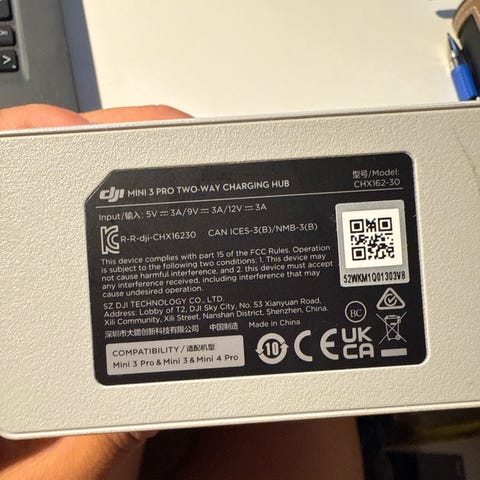 dji MINI 3 PRO TWO-WAY CHARGING HUB
型号/Model:
CHX162-30
Input/输入: 5V ⎓ 3A/9V ⎓ 3A/12V ⎓ 3A
R-R-dji-CHX16230 CAN ICES-3(B)/NMB-3(B)
This device complies with part 15 of the FCC Rules. Operation
is subject to the following two conditions: 1. This device may
not cause harmful interference, and 2. this device must accept
any interference received, including interference that may
cause undesired operation.
52WKM1Q01303V8
SZ DJI TECHNOLOGY CO., LTD.
Address: Lobby of T2, DJI Sky City, No. 53 Xianyuan Road,
Xili Community, Xili Street, Nanshan District, Shenzhen, China.
深圳市大疆创新科技有限公司 中国制造 Made in China
BC
COMPATIBILITY/适配机型
Mini 3 Pro & Mini 3 & Mini 4 Pro
10 CE UK CA